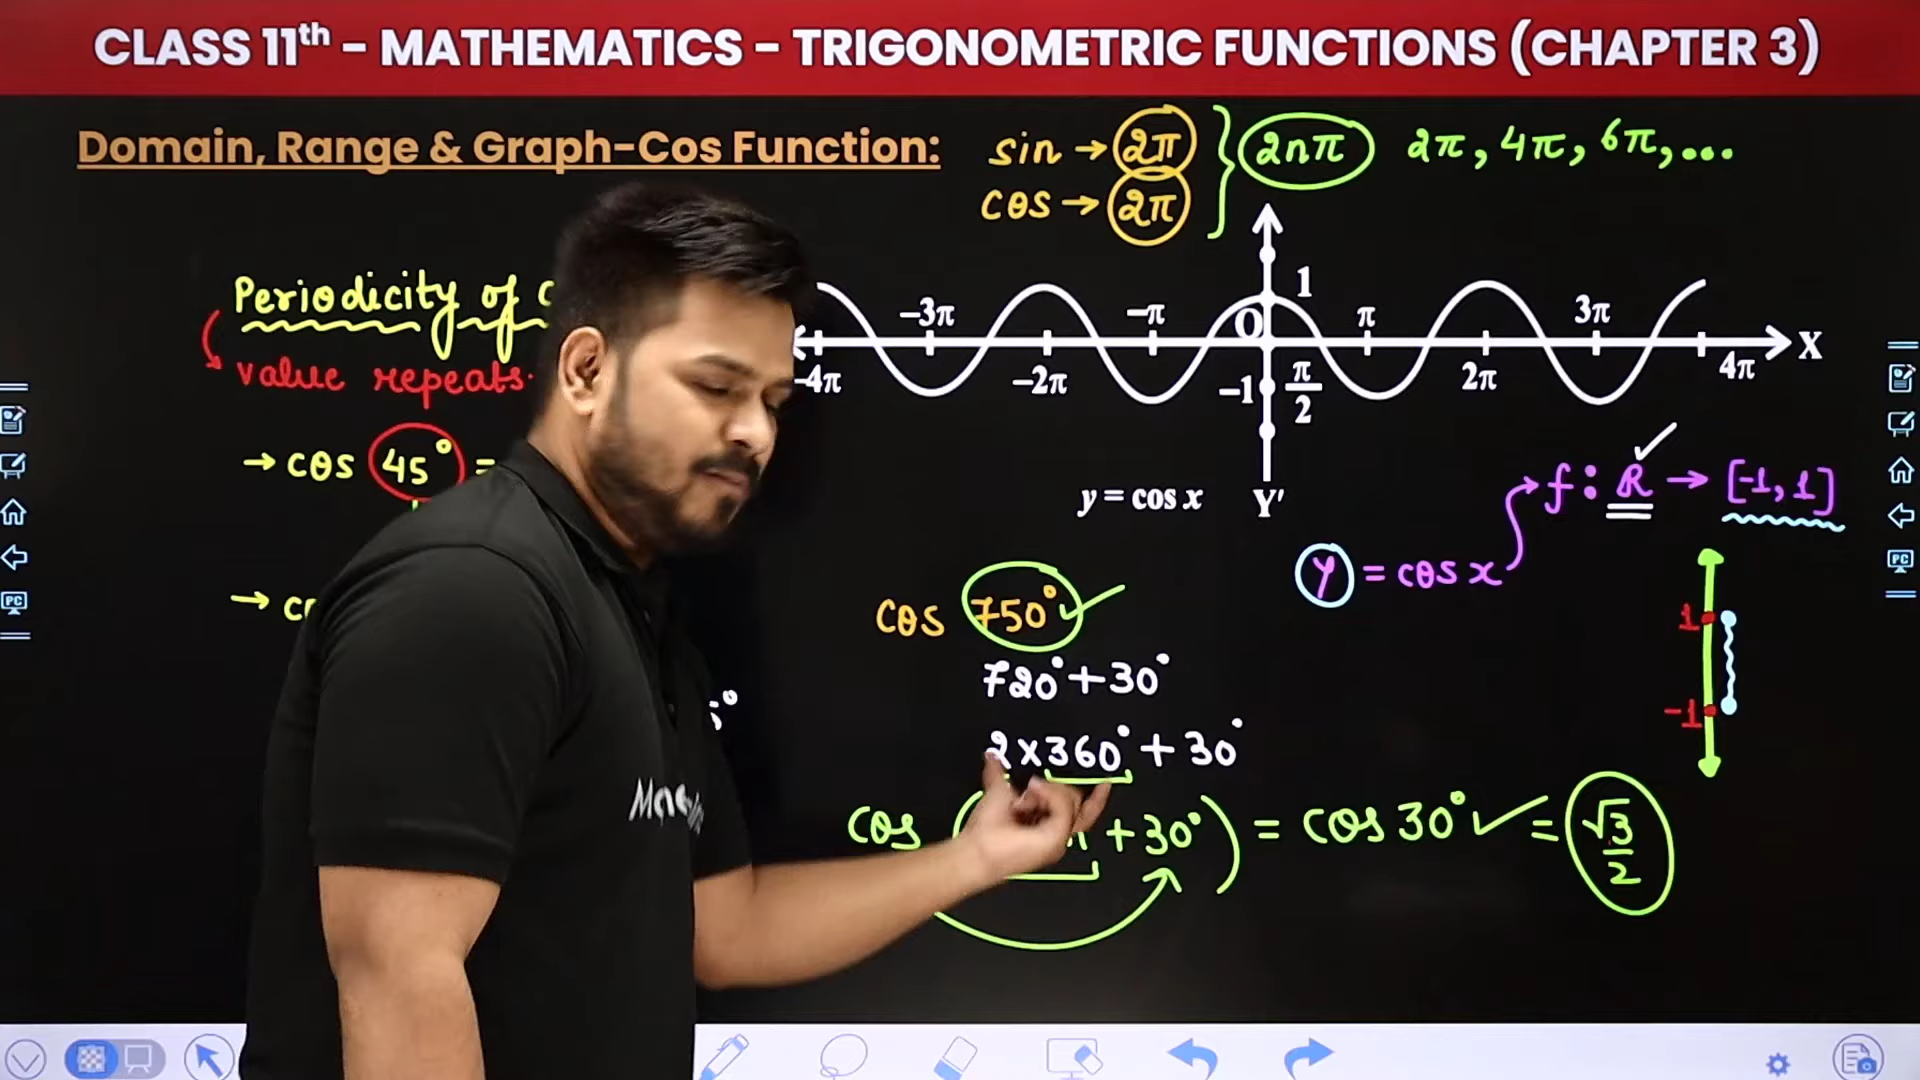 CLASS 11th - MATHEMATICS - TRIGONOMETRIC FUNCTIONS (CHAPTER 3)
Domain, Range & Graph-Cos Function:
sin → 2π } 2nπ 2π, 4π, 6π, ...
cos → 2π
Periodicity of
value repeats.
→ cos 45° =
1
-3π -π O π 3π X
-4π -2π -1 π/2 2π 4π
y = cos x Y'
f : R → [-1, 1]
y = cos x
cos 750°
720° + 30°
2 × 360° + 30°
cos ( + 30°) = cos 30° = √3/2
1
-1
PC
PC